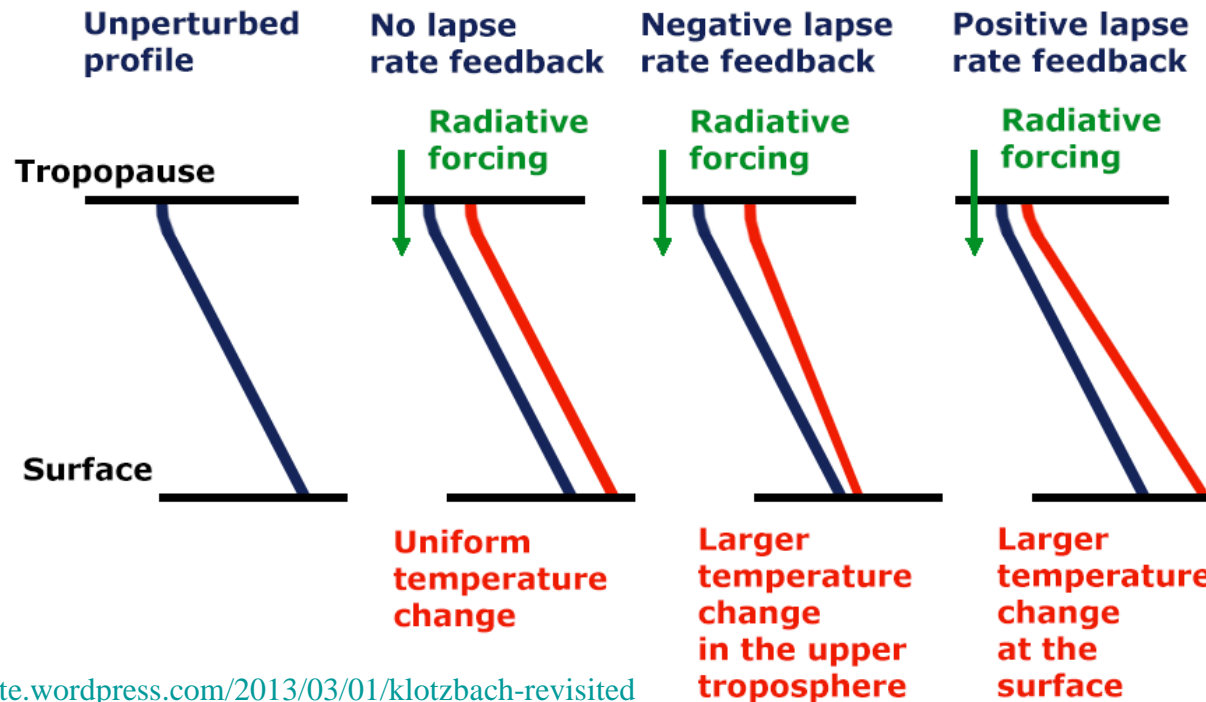 Unperturbed
profile
No lapse
rate feedback
Negative lapse
rate feedback
Positive lapse
rate feedback
Radiative
forcing
Radiative
forcing
Radiative
forcing
Tropopause
Surface
Uniform
temperature
change
Larger
temperature
change
in the upper
troposphere
Larger
temperature
change
at the
surface
te.wordpress.com/2013/03/01/klotzbach-revisited